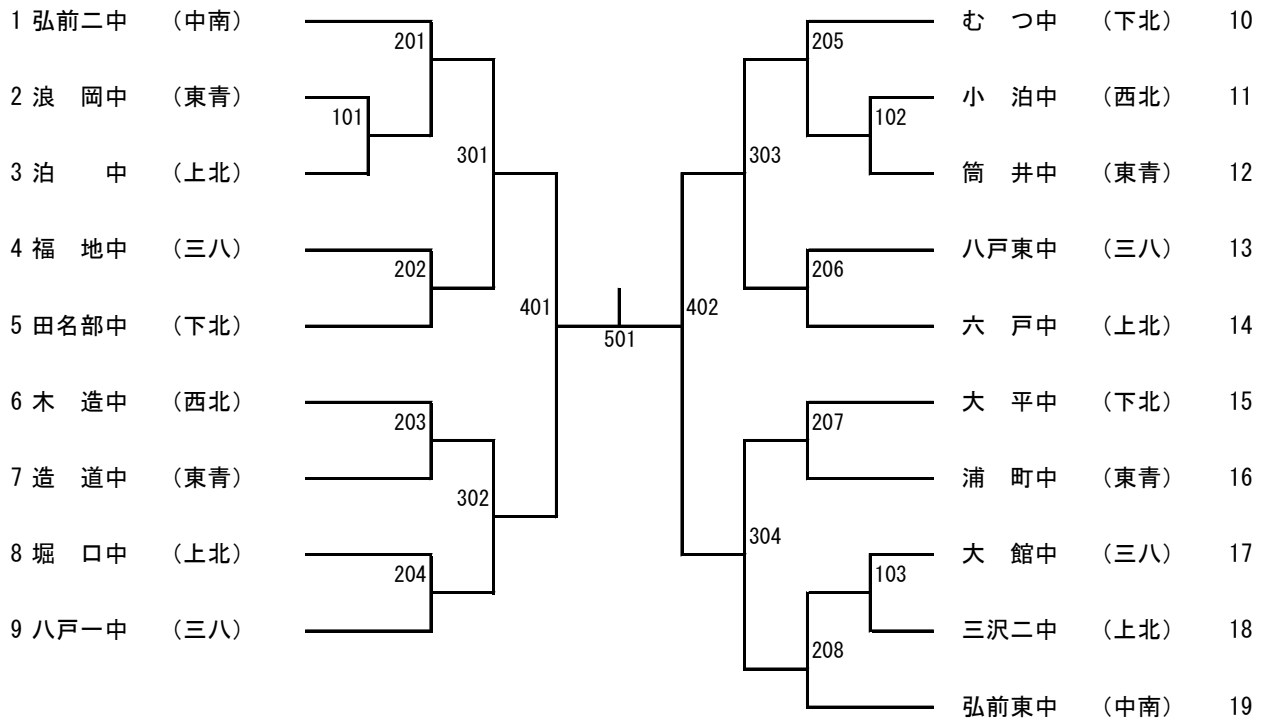 1 弘前二中 （中南） 201 205 む つ中 （下北） 10
2 浪 岡中 （東青） 101 102 小 泊中 （西北） 11
3 泊 中 （上北） 301 303 筒 井中 （東青） 12
4 福 地中 （三八） 202 206 八戸東中 （三八） 13
5 田名部中 （下北） 401 501 402 六 戸中 （上北） 14
6 木 造中 （西北） 203 207 大 平中 （下北） 15
7 造 道中 （東青） 302 304 浦 町中 （東青） 16
8 堀 口中 （上北） 204 103 大 館中 （三八） 17
9 八戸一中 （三八） 208 三沢二中 （上北） 18
弘前東中 （中南） 19